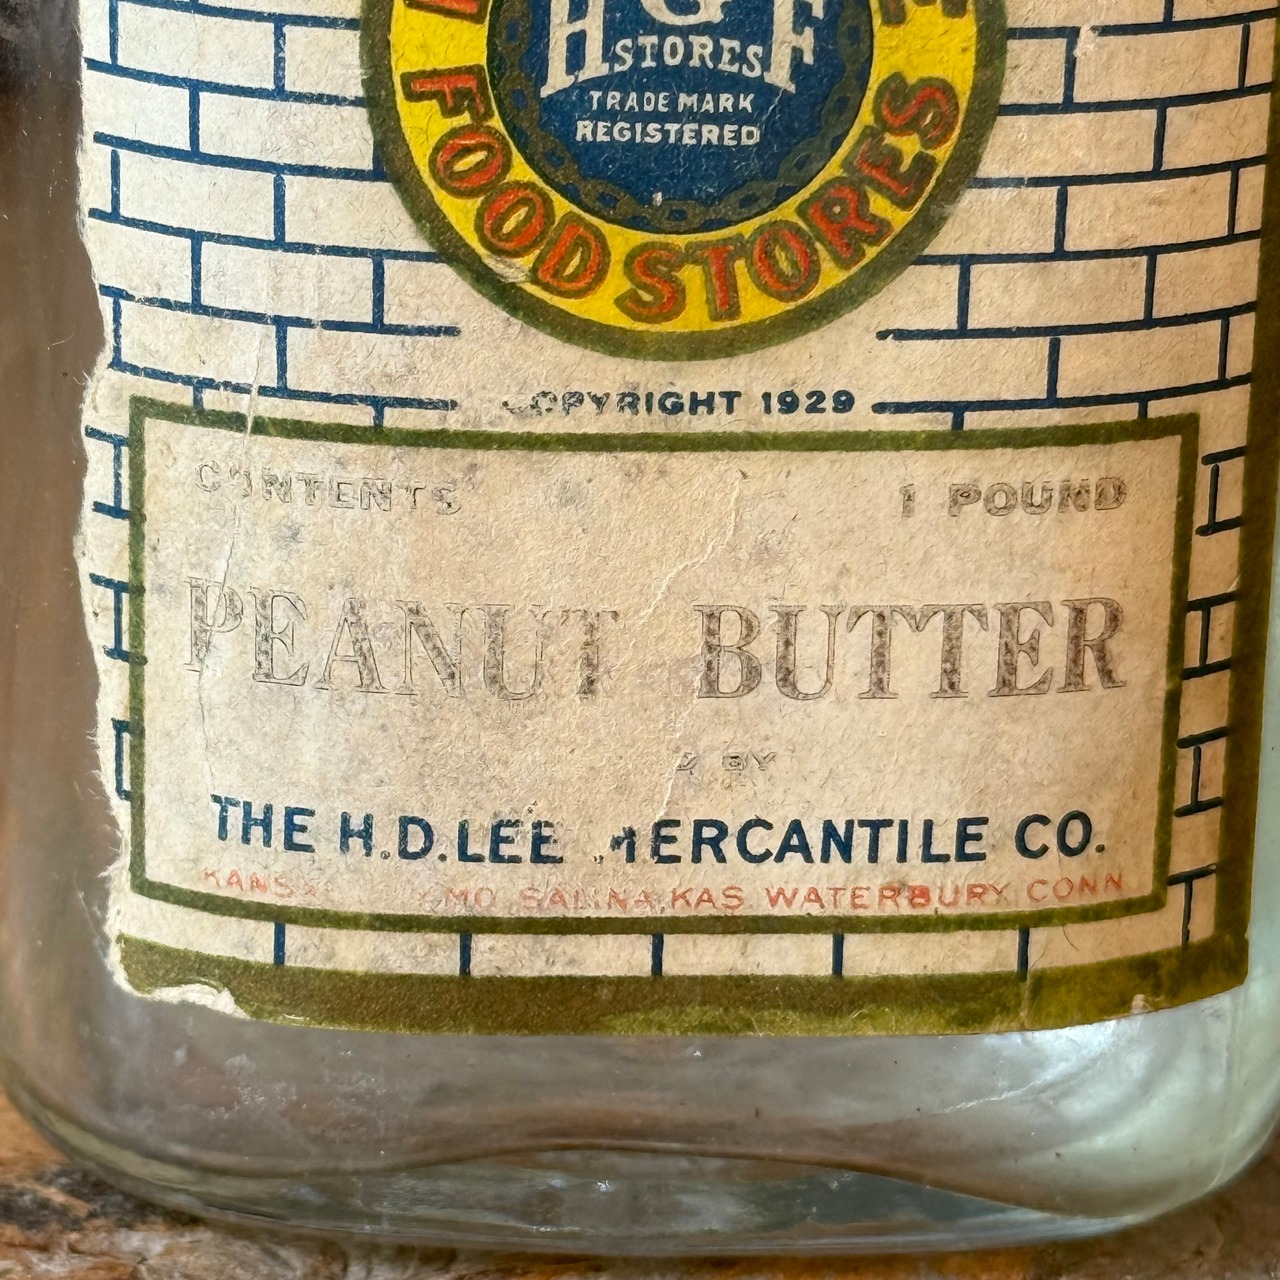 H G F
STORES
TRADE MARK
REGISTERED
FOOD STORES
COPYRIGHT 1929
CONTENTS 1 POUND
PEANUT BUTTER
BY
THE H.D. LEE MERCANTILE CO.
MO. SALINA, KAS. WATERBURY, CONN